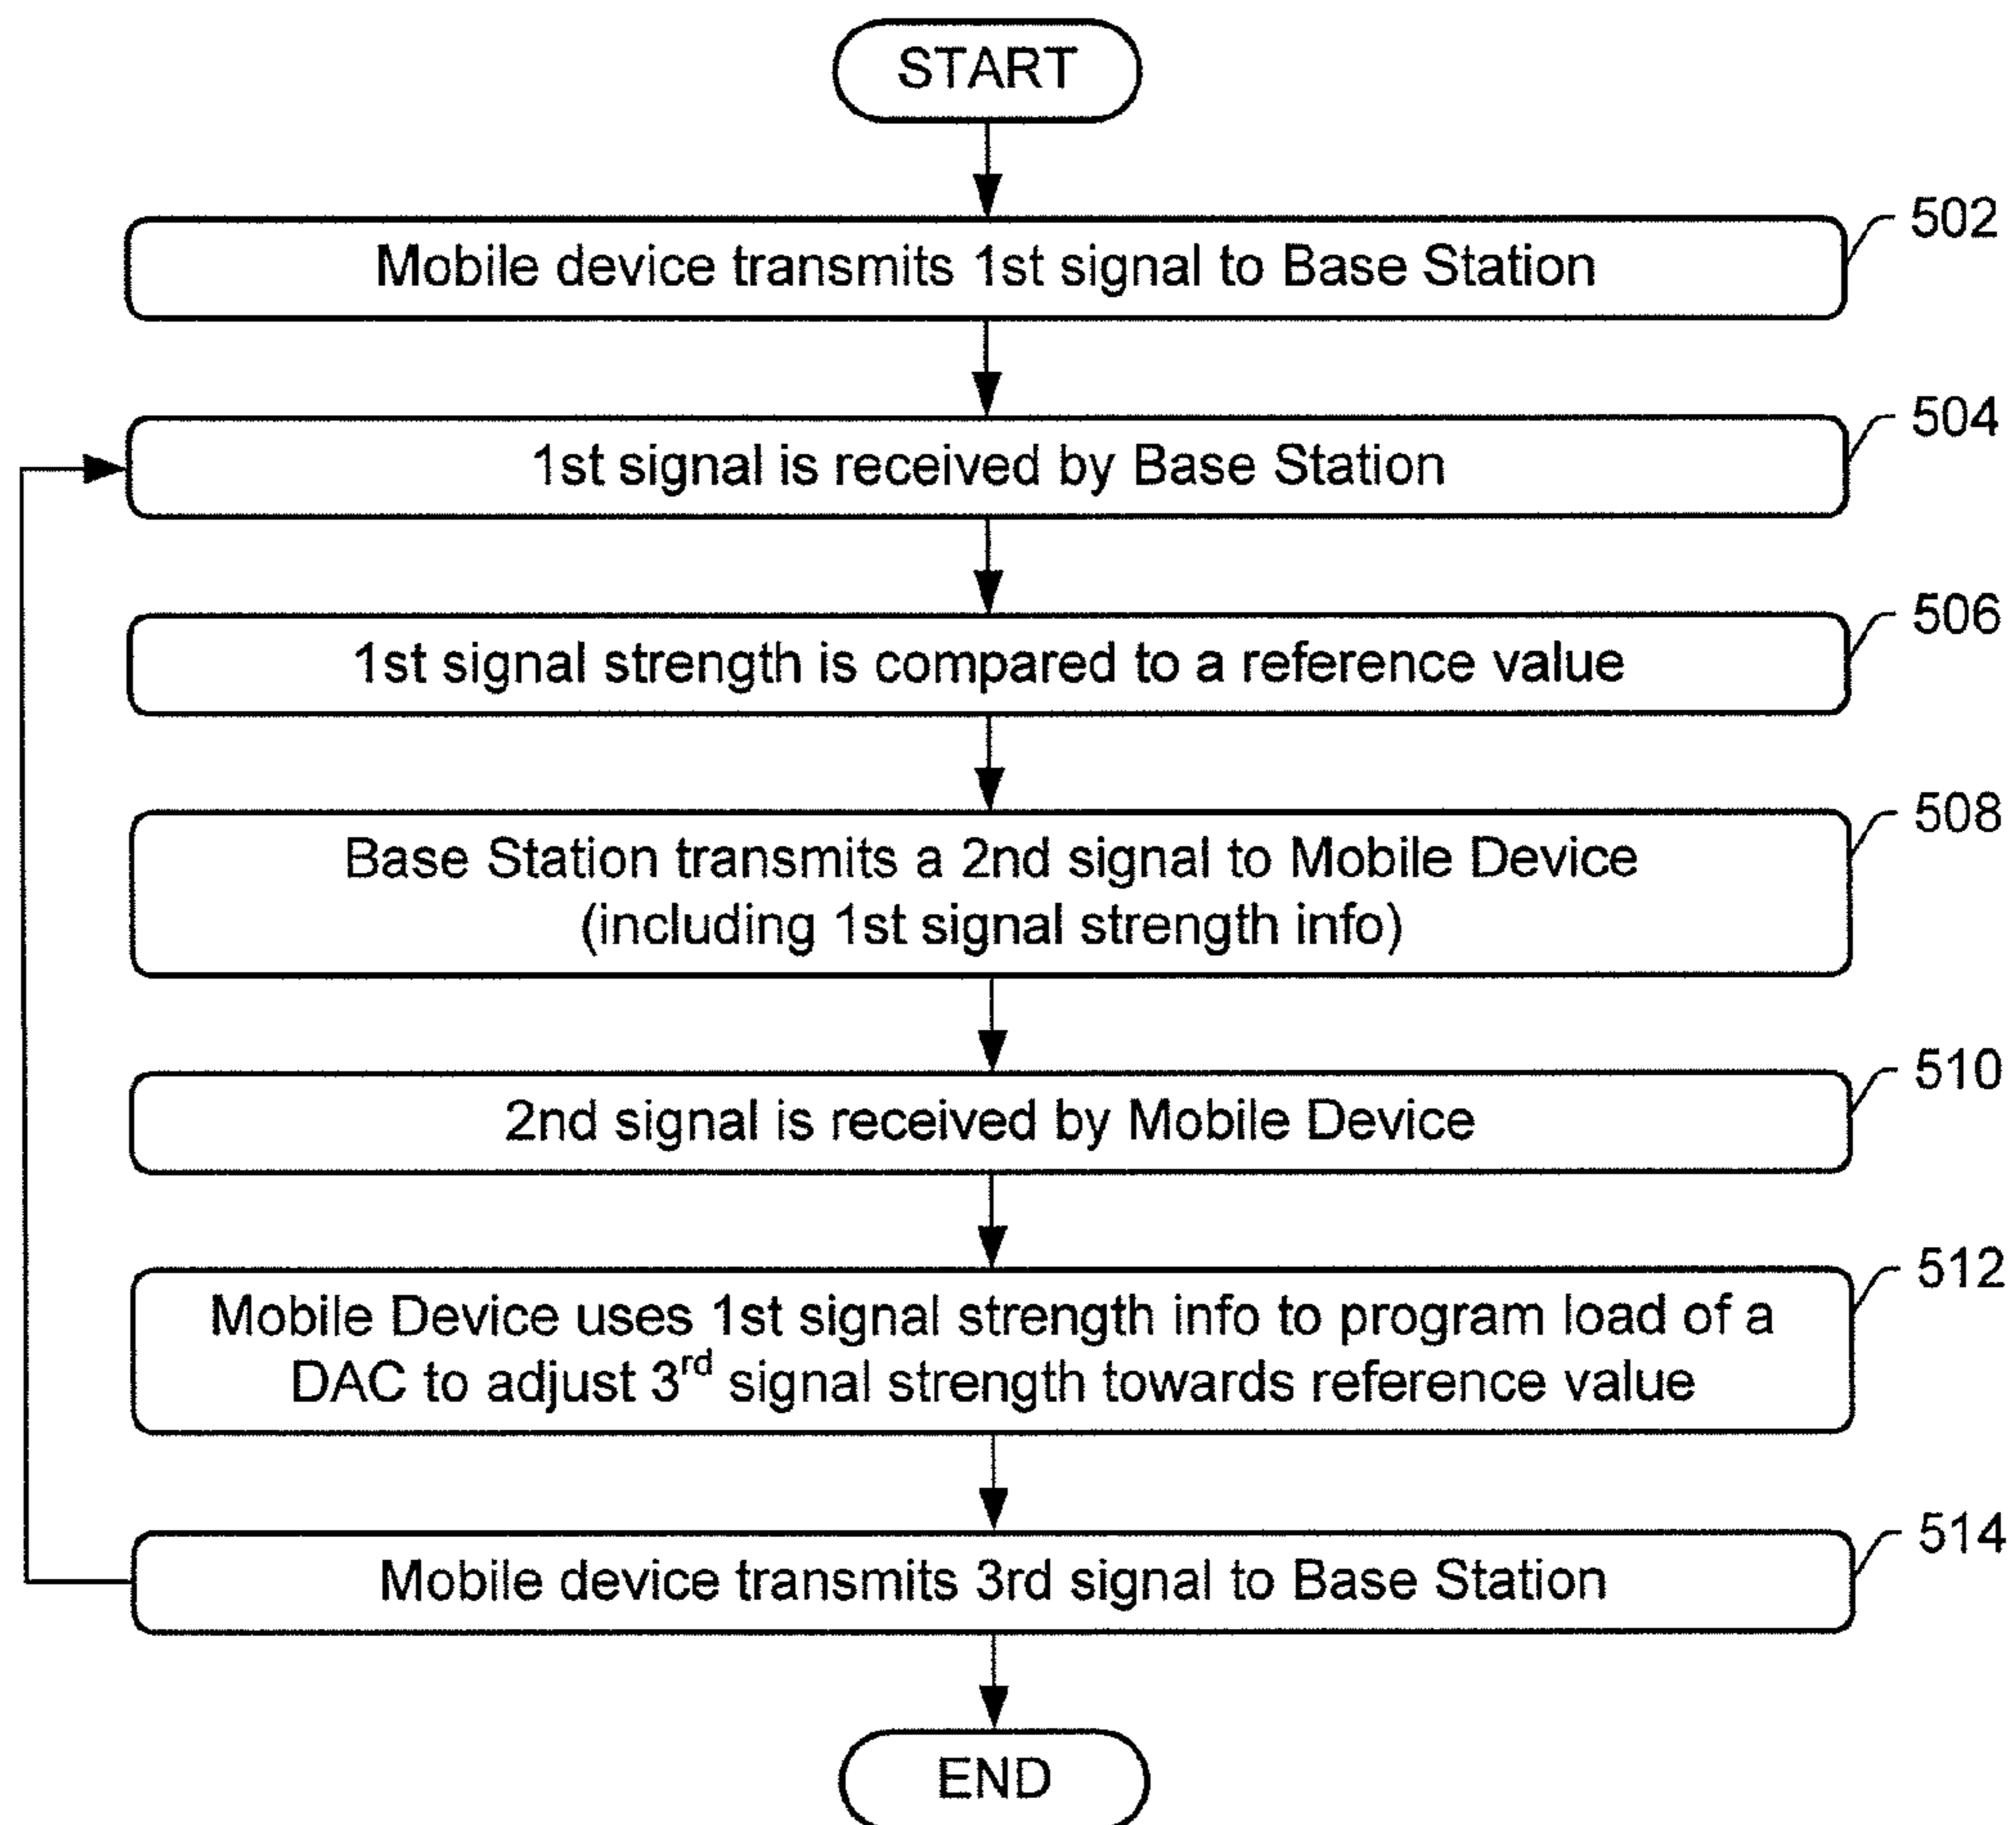 START
502
Mobile device transmits 1st signal to Base Station
504
1st signal is received by Base Station
506
1st signal strength is compared to a reference value
508
Base Station transmits a 2nd signal to Mobile Device
(including 1st signal strength info)
510
2nd signal is received by Mobile Device
512
Mobile Device uses 1st signal strength info to program load of a
DAC to adjust 3rd signal strength towards reference value
514
Mobile device transmits 3rd signal to Base Station
END